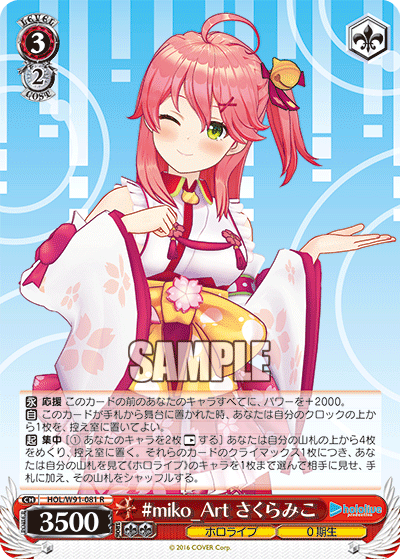 LEVEL
3
2
COST
SAMPLE
永 応援 このカードの前のあなたのキャラすべてに、パワーを+2000。
自 このカードが手札から舞台に置かれた時、あなたは自分のクロックの上か
ら1枚を、控え室に置いてよい。
起 集中 [① あなたのキャラを2枚 する] あなたは自分の山札の上から4枚
をめくり、控え室に置く。それらのカードのクライマックス1枚につき、あな
たは自分の山札を見て《ホロライブ》のキャラを1枚まで選んで相手に見せ、手札
に加え、その山札をシャッフルする。
CH HOL/W91-081 R
3500
#miko_Art さくらみこ
hololive
ホロライブ
0期生
© 2016 COVER Corp.